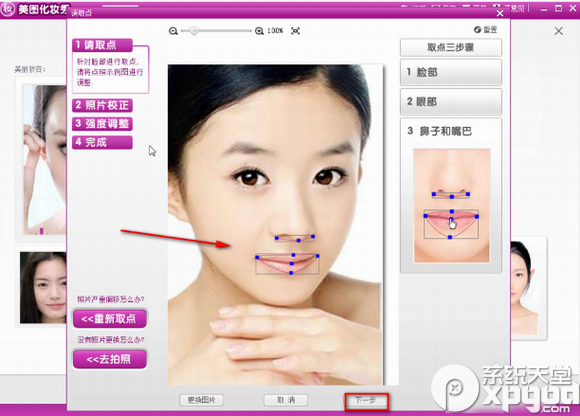 美图化妆秀
请取点
100%
重置
1 请取点
针对脸部进行取点,
请将点按示例图进行
调整
2 照片校正
3 强度调整
4 完成
取点三步骤
1 脸部
2 眼部
3 鼻子和嘴巴
美丽妆容:
照片严重偏移怎么办?
<<重新取点
没有照片更换怎么办?
<<去拍照
更换图片
取 消
下一步
系统天堂
xpgod